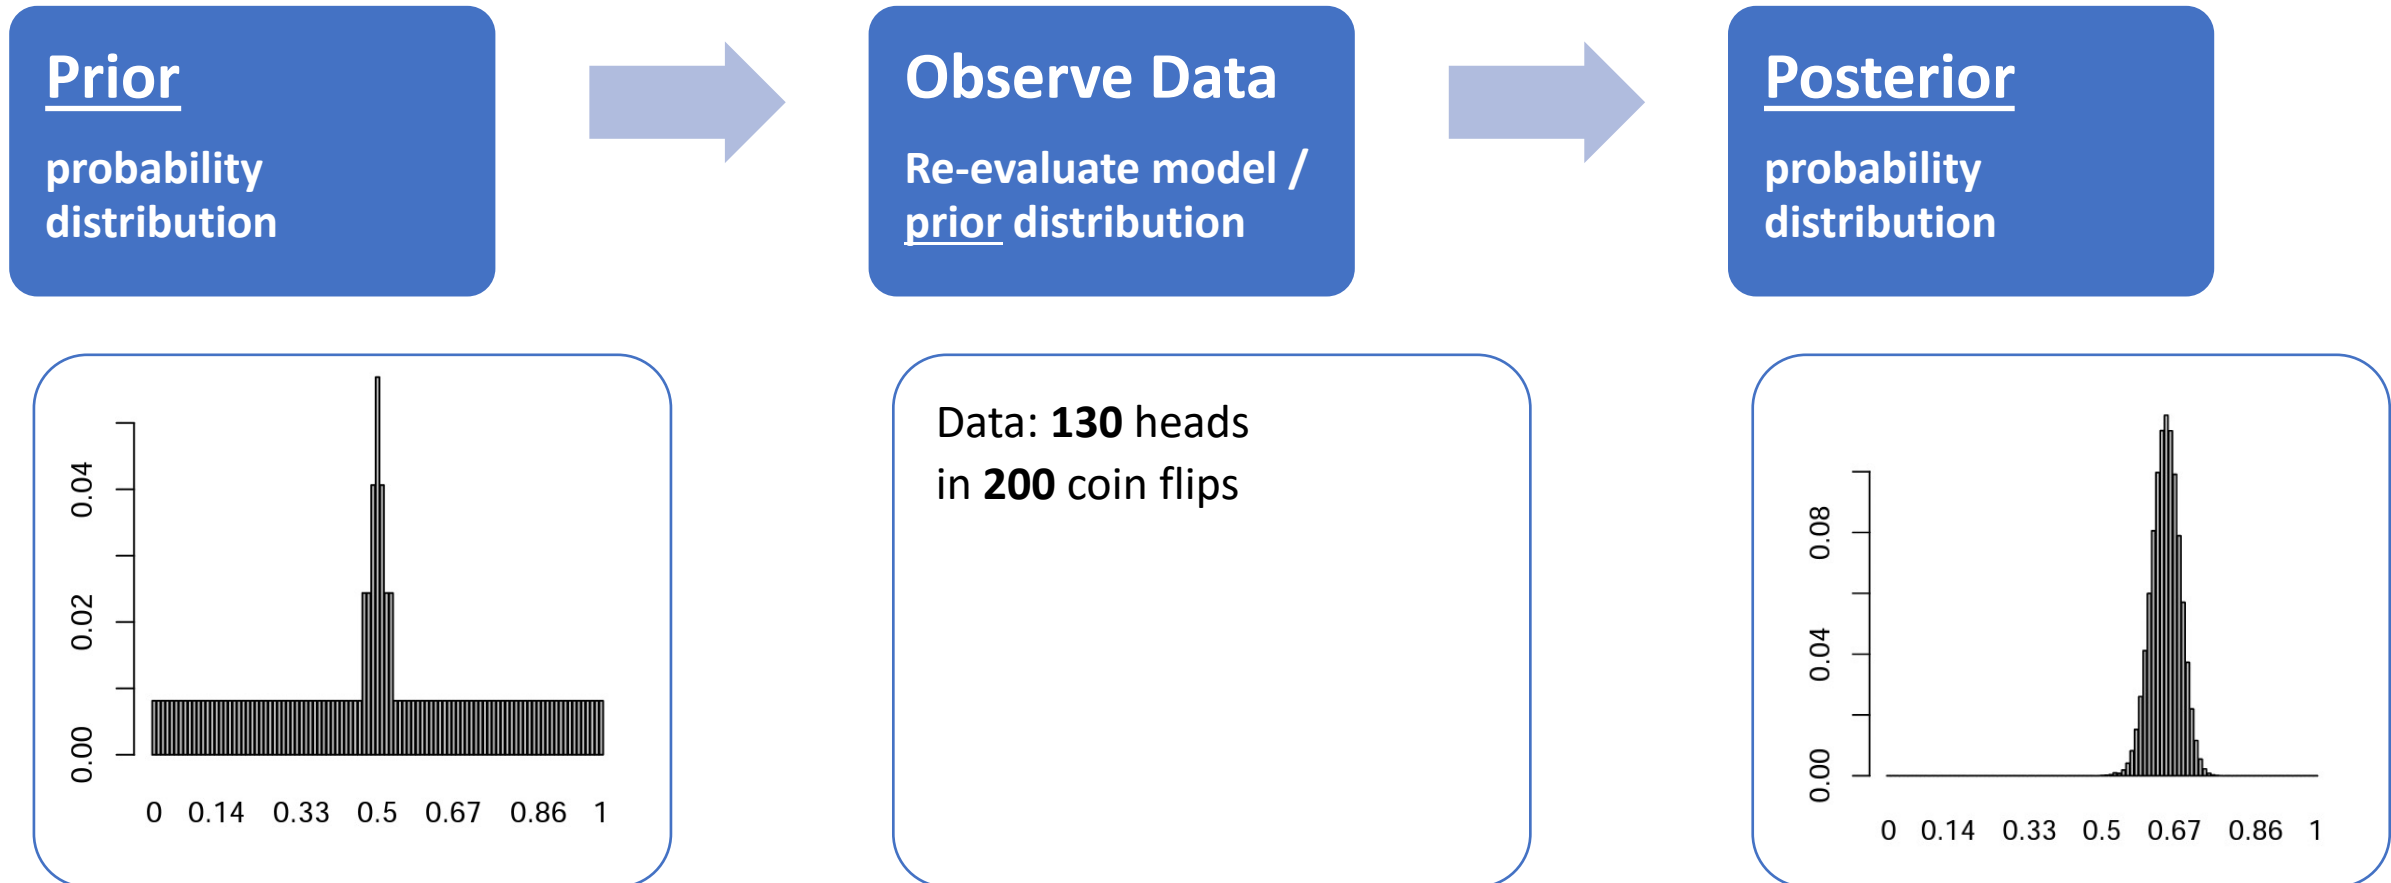 Prior
probability
distribution
Observe Data
Re-evaluate model /
prior distribution
Posterior
probability
distribution
0.04
0.02
0.00
0 0.14 0.33 0.5 0.67 0.86 1
Data: 130 heads
in 200 coin flips
0.08
0.04
0.00
0 0.14 0.33 0.5 0.67 0.86 1